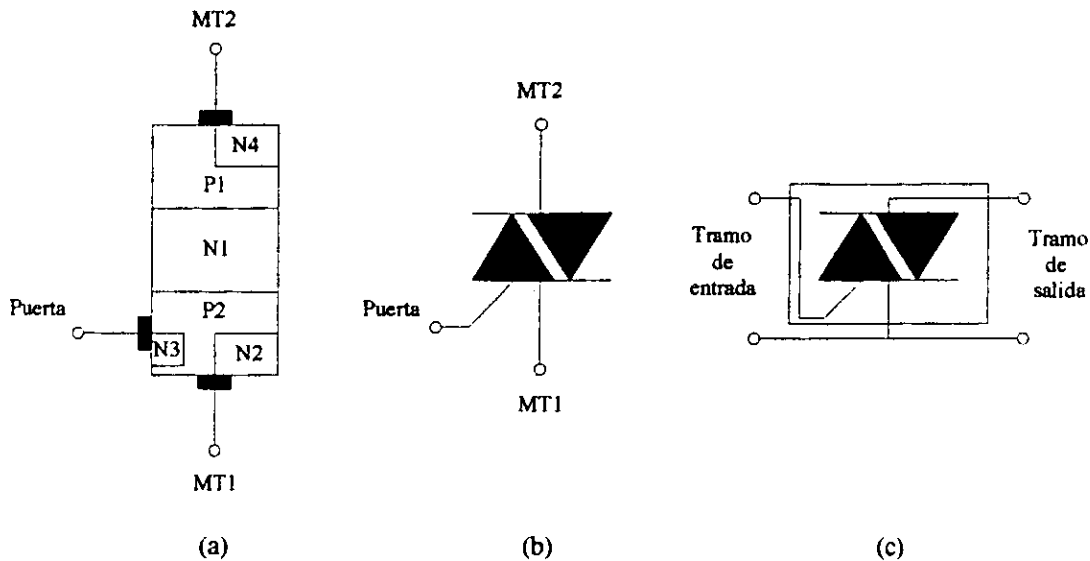 MT2
N4
P1
N1
P2
Puerta
N3
N2
MT1
(a)
MT2
Puerta
MT1
(b)
Tramo
de
entrada
Tramo
de
salida
(c)